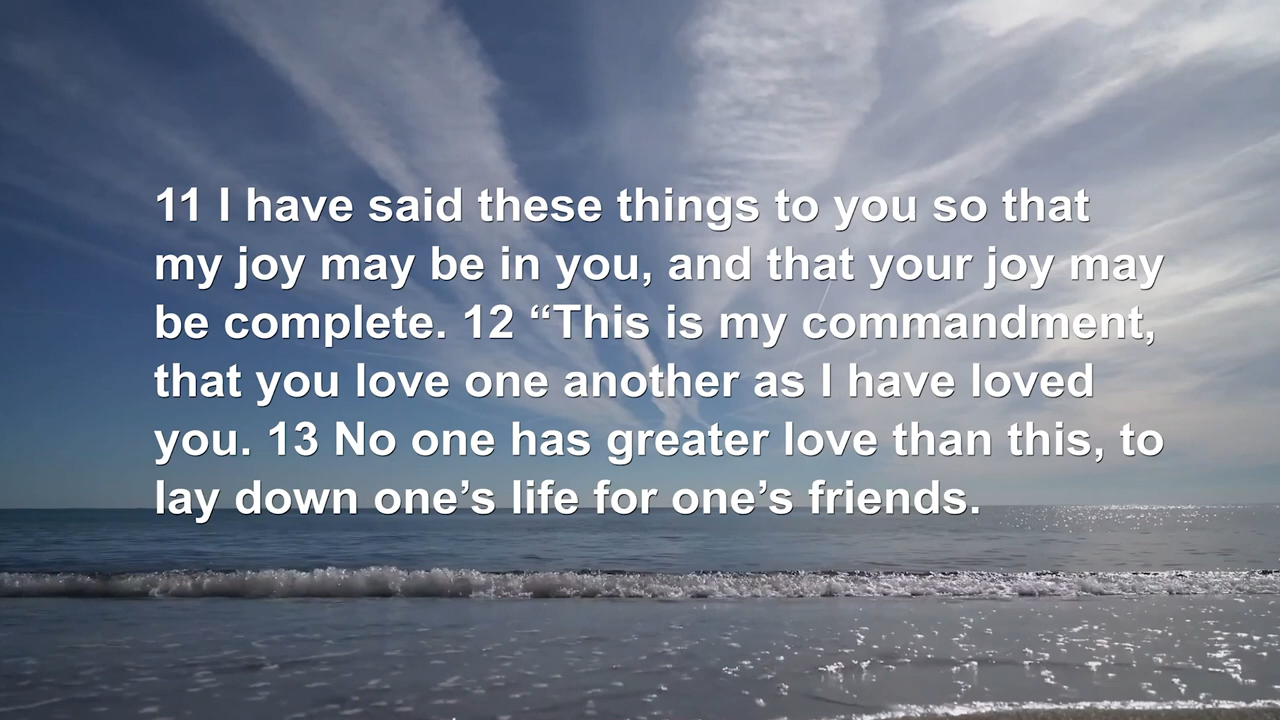 11 I have said these things to you so that
my joy may be in you, and that your joy may
be complete. 12 “This is my commandment,
that you love one another as I have loved
you. 13 No one has greater love than this, to
lay down one’s life for one’s friends.